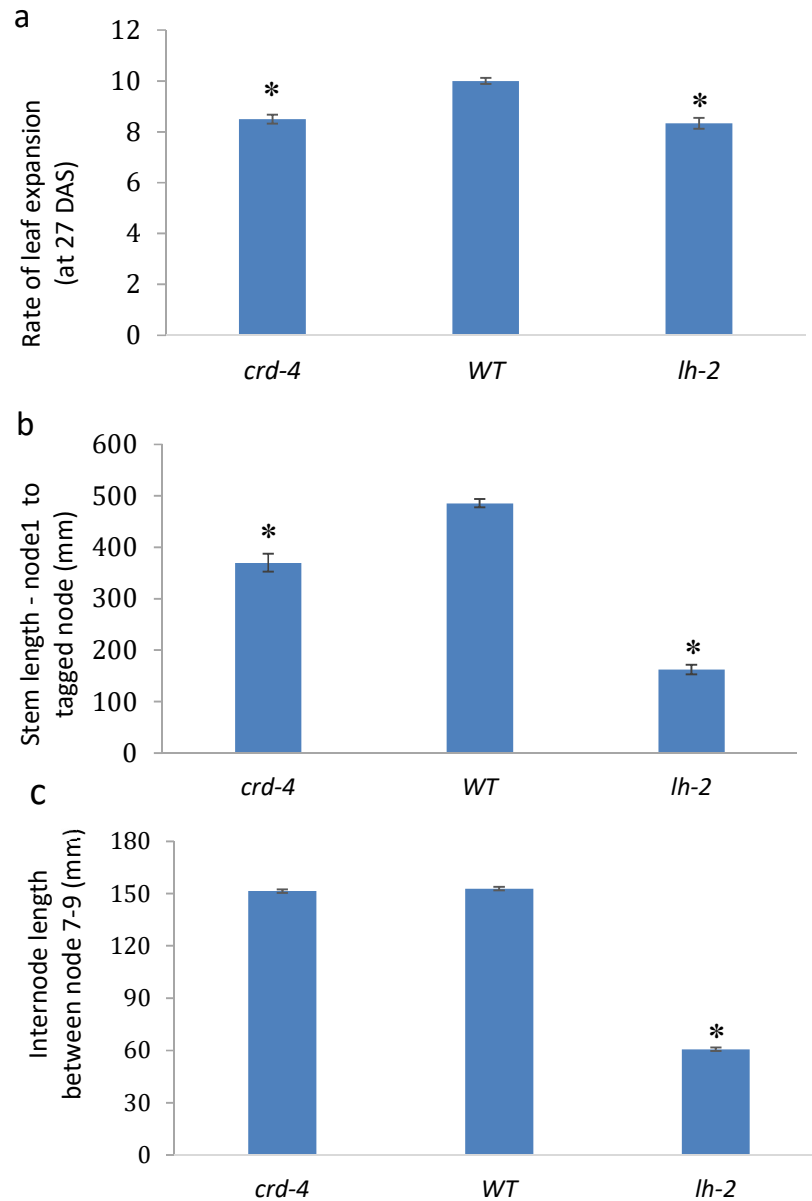 a
Rate of leaf expansion
(at 27 DAS)
12
10
8
6
4
2
0
*
*
crd-4
WT
lh-2
b
Stem length - node1 to
tagged node (mm)
600
500
400
300
200
100
0
*
*
crd-4
WT
lh-2
c
Internode length
between node 7-9 (mm)
180
150
120
90
60
30
0
*
crd-4
WT
lh-2